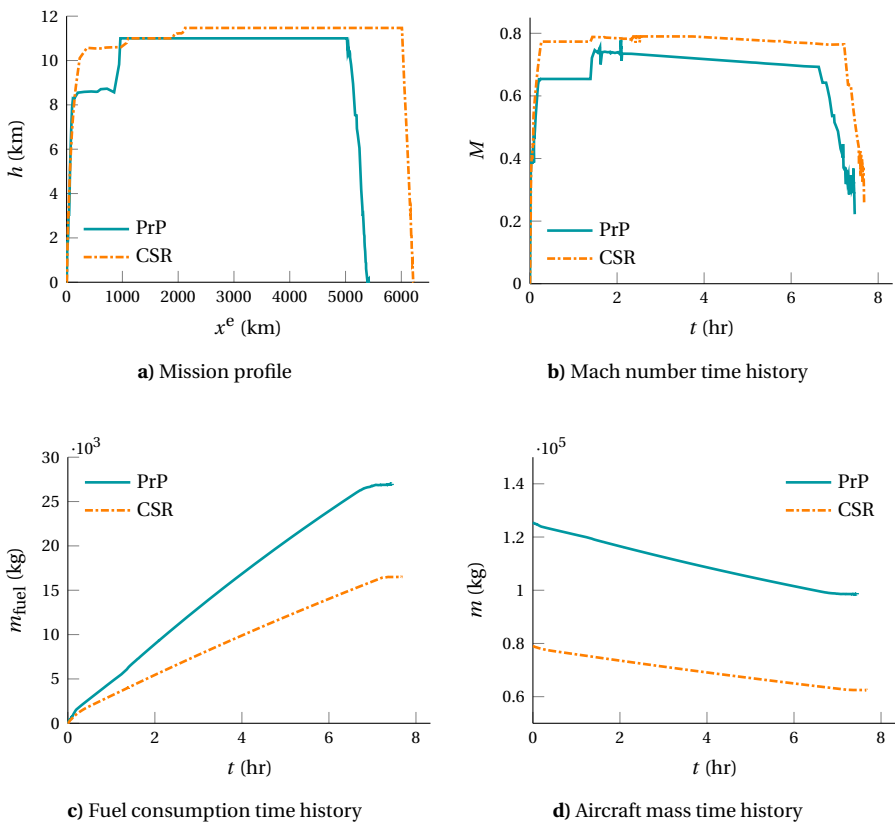 12
10
8
6
4
2
0
h (km)
PrP
CSR
0 1000 2000 3000 4000 5000 6000
xᵉ (km)
a) Mission profile
0.8
0.6
0.4
0.2
0
M
PrP
CSR
0 2 4 6 8
t (hr)
b) Mach number time history
·10³
30
25
20
15
10
5
0
m_fuel (kg)
PrP
CSR
0 2 4 6 8
t (hr)
c) Fuel consumption time history
·10⁵
1.4
1.2
1
0.8
0.6
m (kg)
PrP
CSR
0 2 4 6 8
t (hr)
d) Aircraft mass time history